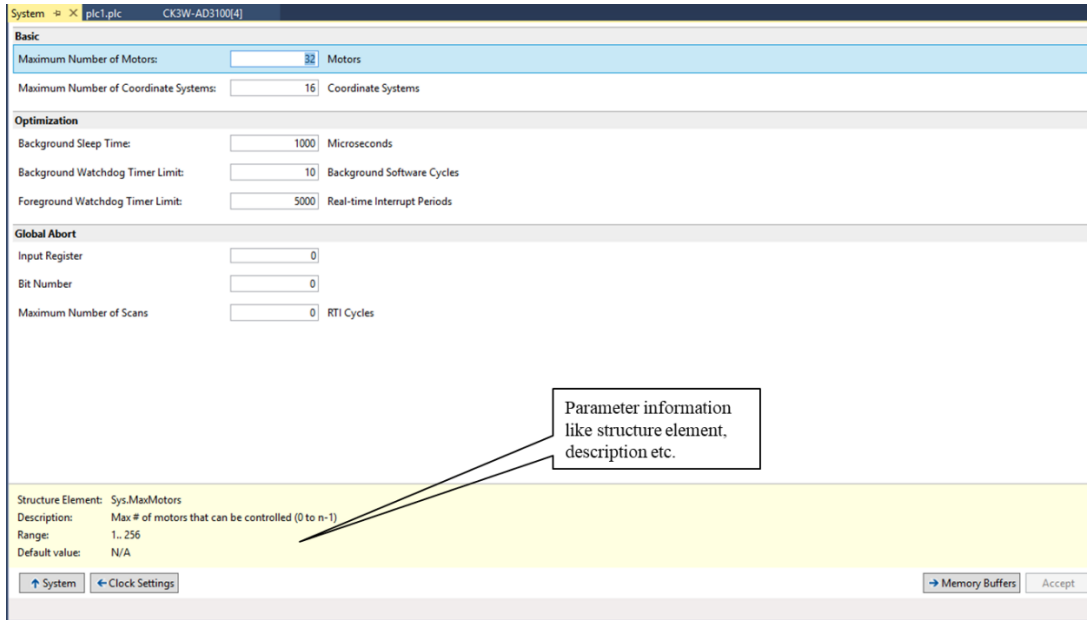 System plc1.plc CK3W-AD3100[4]
Basic
Maximum Number of Motors: 32 Motors
Maximum Number of Coordinate Systems: 16 Coordinate Systems
Optimization
Background Sleep Time: 1000 Microseconds
Background Watchdog Timer Limit: 10 Background Software Cycles
Foreground Watchdog Timer Limit: 5000 Real-time Interrupt Periods
Global Abort
Input Register 0
Bit Number 0
Maximum Number of Scans 0 RTI Cycles
Parameter information
like structure element,
description etc.
Structure Element: Sys.MaxMotors
Description: Max # of motors that can be controlled (0 to n-1)
Range: 1.. 256
Default value: N/A
↑ System ← Clock Settings → Memory Buffers Accept